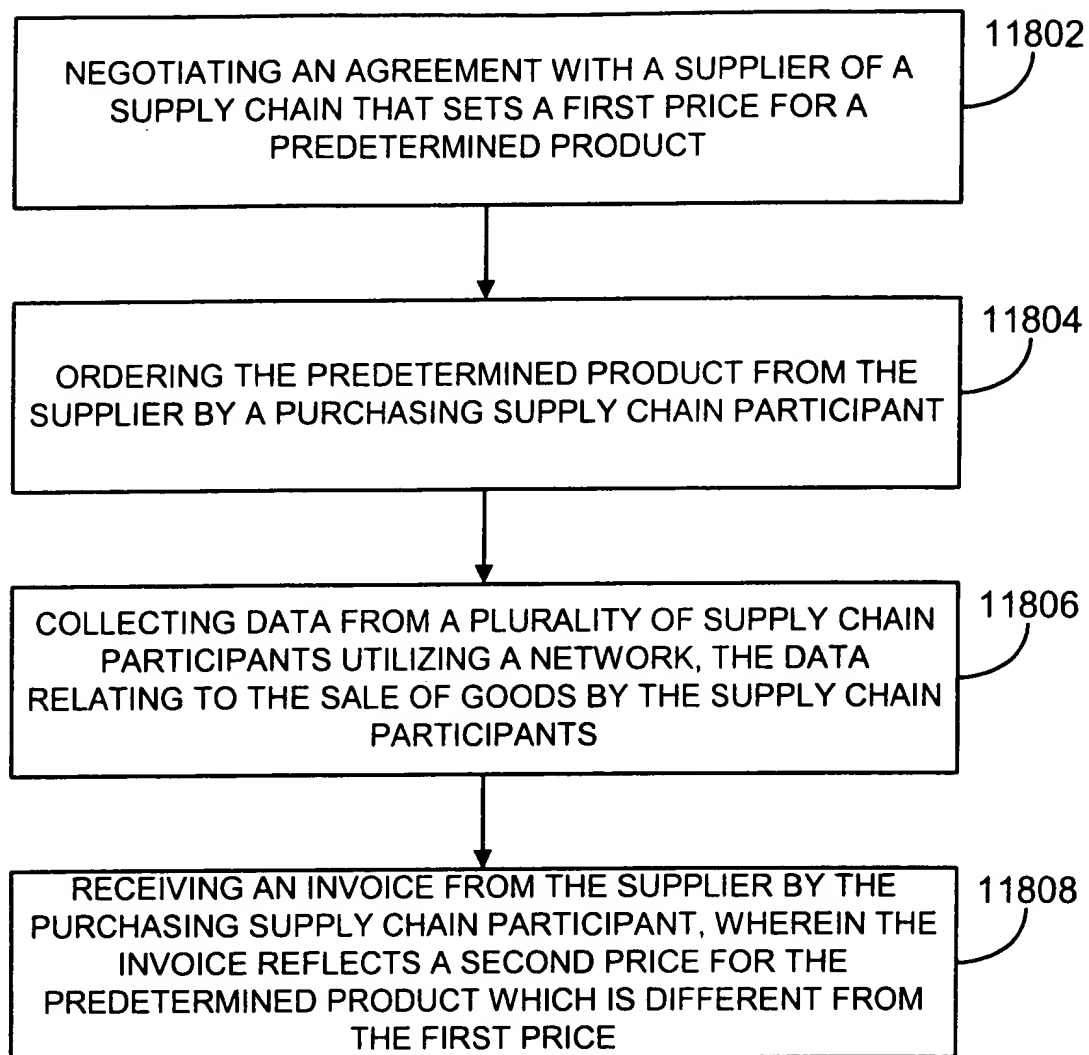 11802
NEGOTIATING AN AGREEMENT WITH A SUPPLIER OF A
SUPPLY CHAIN THAT SETS A FIRST PRICE FOR A
PREDETERMINED PRODUCT
11804
ORDERING THE PREDETERMINED PRODUCT FROM THE
SUPPLIER BY A PURCHASING SUPPLY CHAIN PARTICIPANT
11806
COLLECTING DATA FROM A PLURALITY OF SUPPLY CHAIN
PARTICIPANTS UTILIZING A NETWORK, THE DATA
RELATING TO THE SALE OF GOODS BY THE SUPPLY CHAIN
PARTICIPANTS
11808
RECEIVING AN INVOICE FROM THE SUPPLIER BY THE
PURCHASING SUPPLY CHAIN PARTICIPANT, WHEREIN THE
INVOICE REFLECTS A SECOND PRICE FOR THE
PREDETERMINED PRODUCT WHICH IS DIFFERENT FROM
THE FIRST PRICE